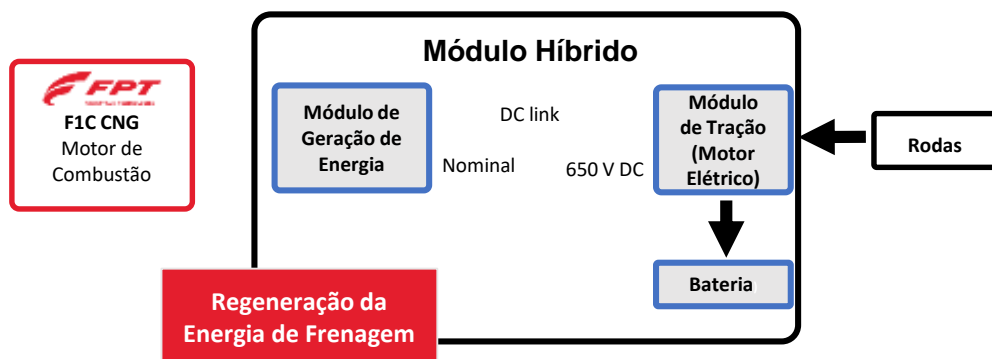 Módulo Híbrido
FPT
F1C CNG
Motor de
Combustão
Módulo de
Geração de
Energia
DC link
Nominal
650 V DC
Módulo
de Tração
(Motor
Elétrico)
Rodas
Bateria
Regeneração da
Energia de Frenagem